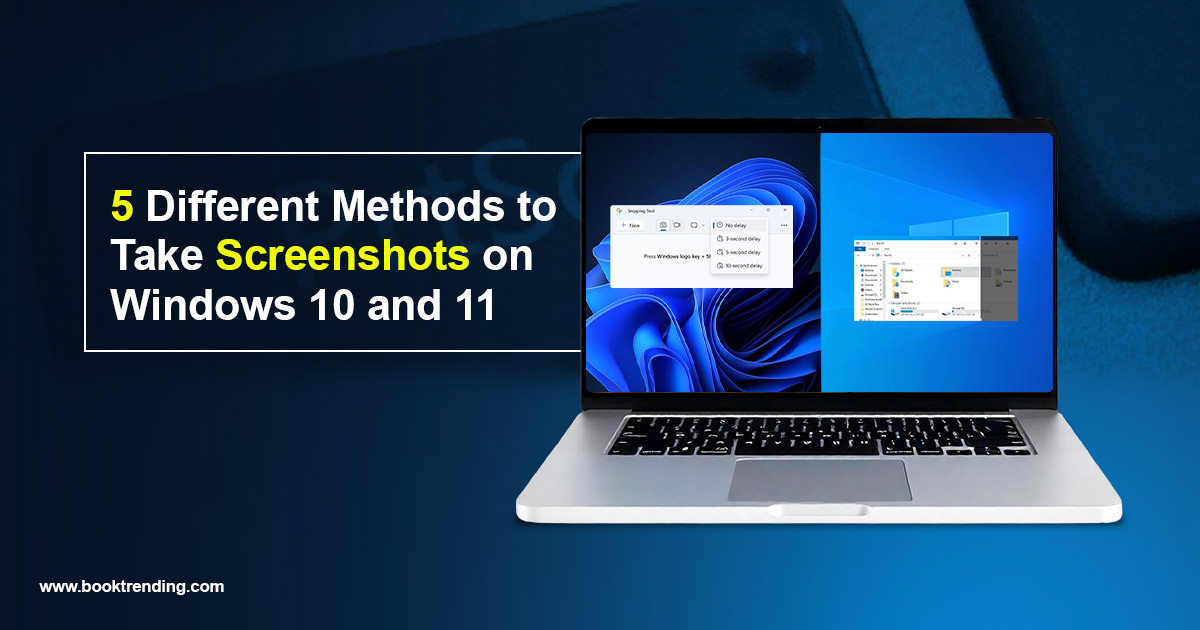 5 Different Methods to
Take Screenshots on
Windows 10 and 11
Snipping Tool
New
No delay
3-second delay
Press Windows logo key + Sh
5-second delay
10-second delay
www.booktrending.com